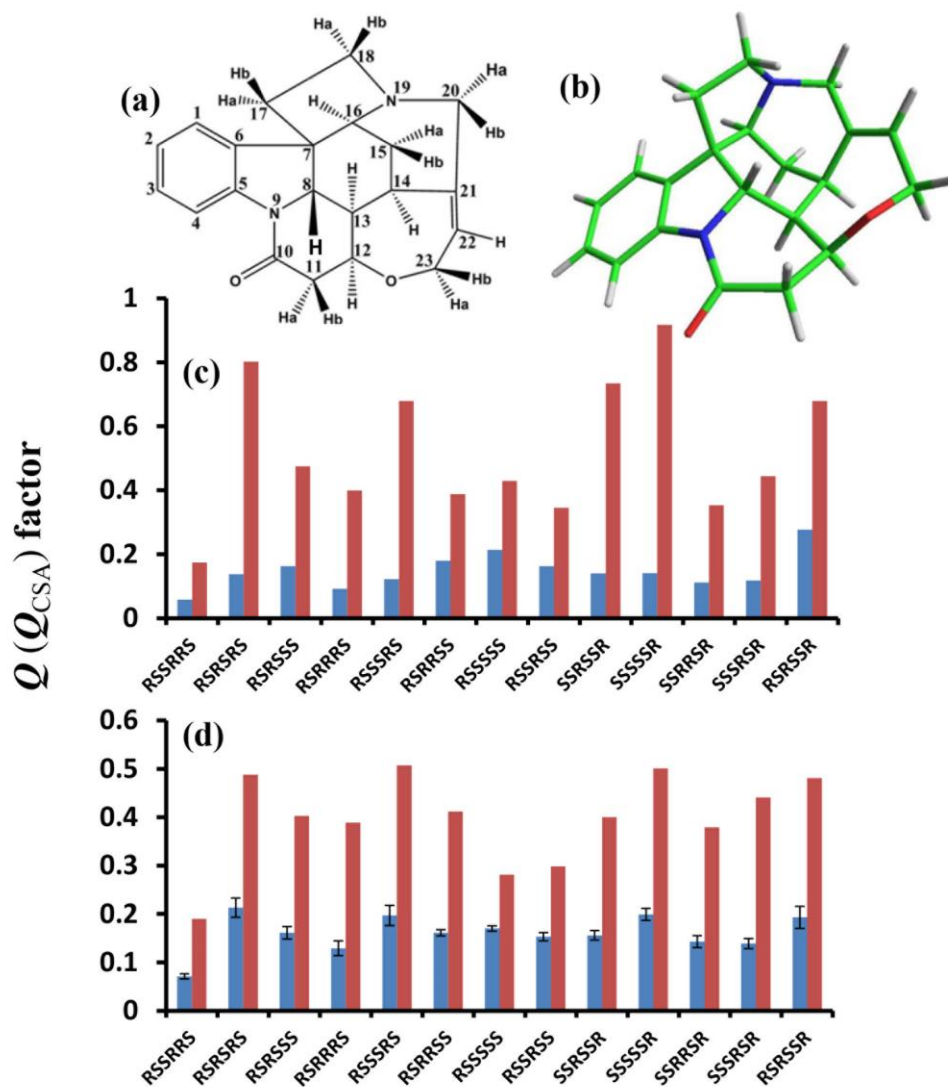 (a)
Ha Hb
18
Hb Ha
Ha 17 H 16 N 19 20
Hb
1
2 6 7 15 Ha
Hb
3 5 8 H 14 21
9 N 13 H 22 H
4
10 H 12
O 11 O 23 Hb
Ha Hb H Ha
(b)
Q (Q_CSA) factor
(c)
1
0.8
0.6
0.4
0.2
0
RSSRRS RSRSRS RSRSSS RSRRRS RSSSRS RSRRSS RSSSSS RSSRSS SSRSSR SSSSSR SSRRSR SSSRSR RSRSSR
(d)
0.6
0.5
0.4
0.3
0.2
0.1
0
RSSRRS RSRSRS RSRSSS RSRRRS RSSSRS RSRRSS RSSSSS RSSRSS SSRSSR SSSSSR SSRRSR SSSRSR RSRSSR